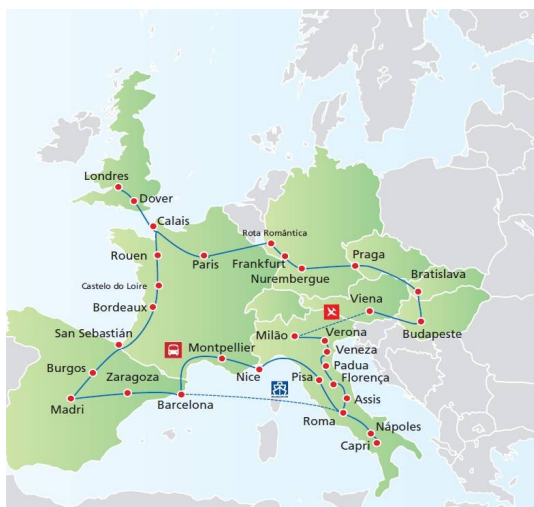 Londres
Dover
Calais
Rouen
Paris
Rota Romântica
Frankfurt
Nurembergue
Praga
Bratislava
Castelo do Loire
Bordeaux
Viena
Budapeste
San Sebastián
Montpellier
Milão
Verona
Veneza
Burgos
Zaragoza
Nice
Pisa
Padua
Florença
Madri
Barcelona
Assis
Roma
Nápoles
Capri